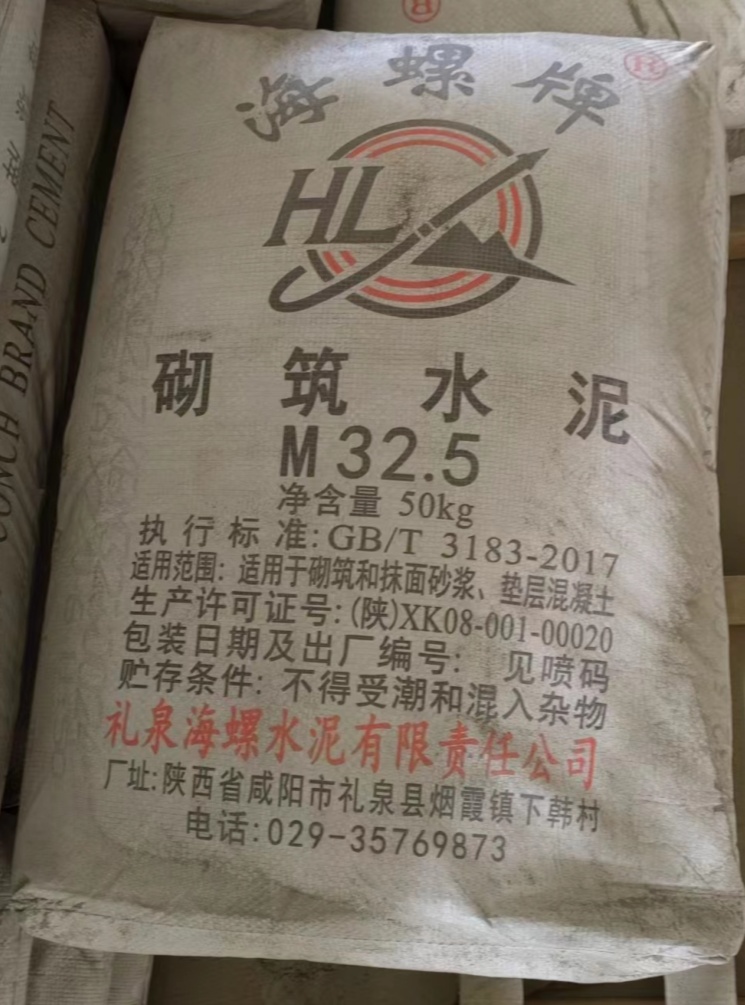 海螺牌
®
HL
砌筑水泥
M32.5
净含量 50kg
执行标准:GB/T 3183-2017
适用范围:适用于砌筑和抹面砂浆、垫层混凝土
生产许可证号:(陕)XK08-001-00020
包装日期及出厂编号: 见喷码
贮存条件: 不得受潮和混入杂物
礼泉海螺水泥有限责任公司
厂址:陕西省咸阳市礼泉县烟霞镇下韩村
电话:029-35769873
CONCH BRAND CEMENT